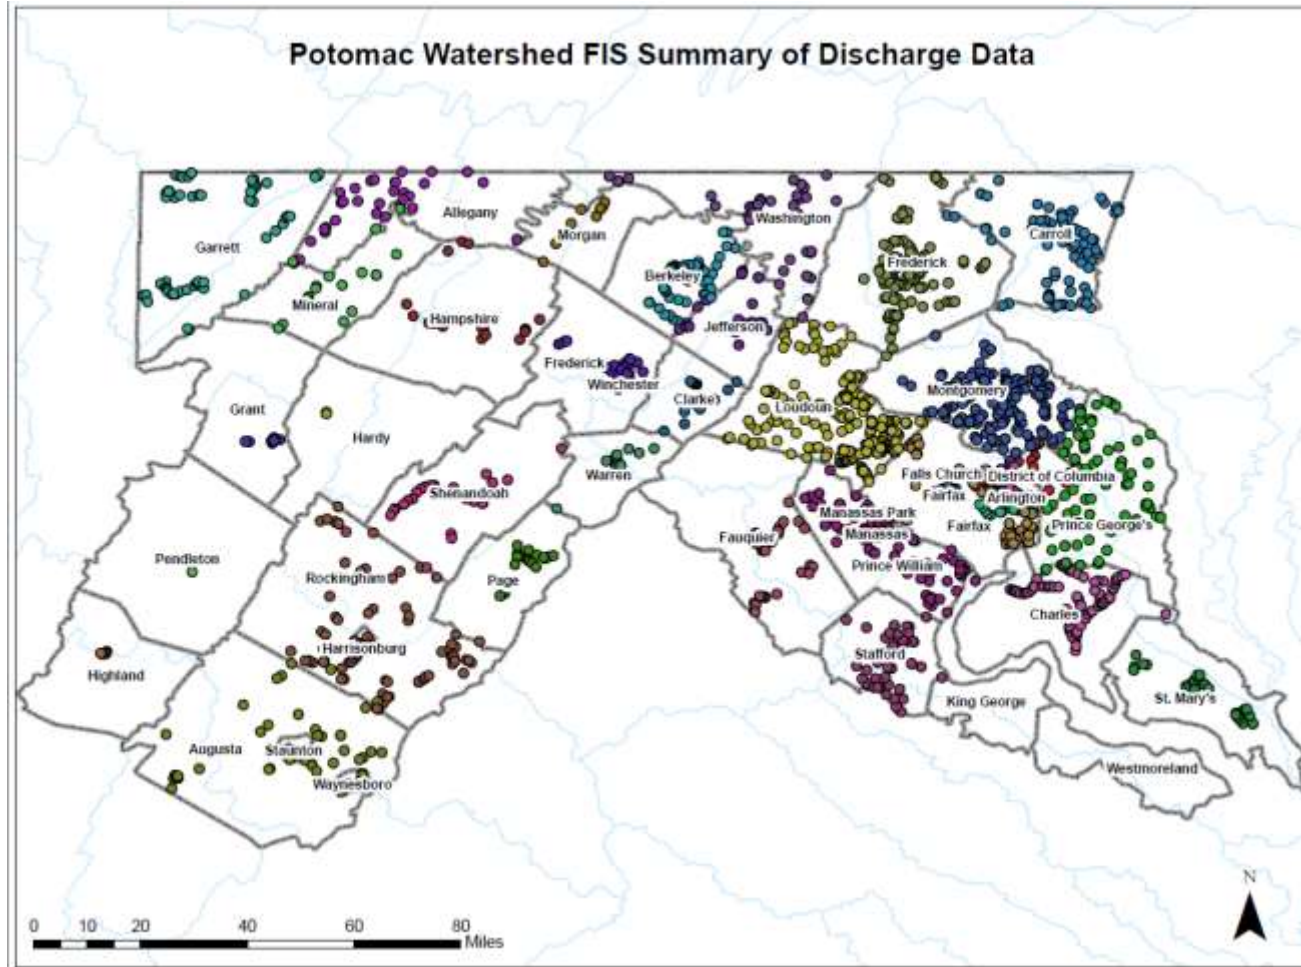 Potomac Watershed FIS Summary of Discharge Data
Allegany
Washington
Morgan
Carroll
Garrett
Frederick
Berkeley
Mineral
Hampshire
Jefferson
Frederick
Winchester
Montgomery
Clarke
Grant
Loudoun
Hardy
Warren
Falls Church
District of Columbia
Shenandoah
Fairfax
Arlington
Manassas Park
Fairfax
Prince George's
Manassas
Fauquier
Pendleton
Prince William
Rockingham
Page
Charles
Harrisonburg
Stafford
Highland
St. Mary's
King George
Augusta
Staunton
Westmoreland
Waynesboro
N
0 10 20 40 60 80
Miles